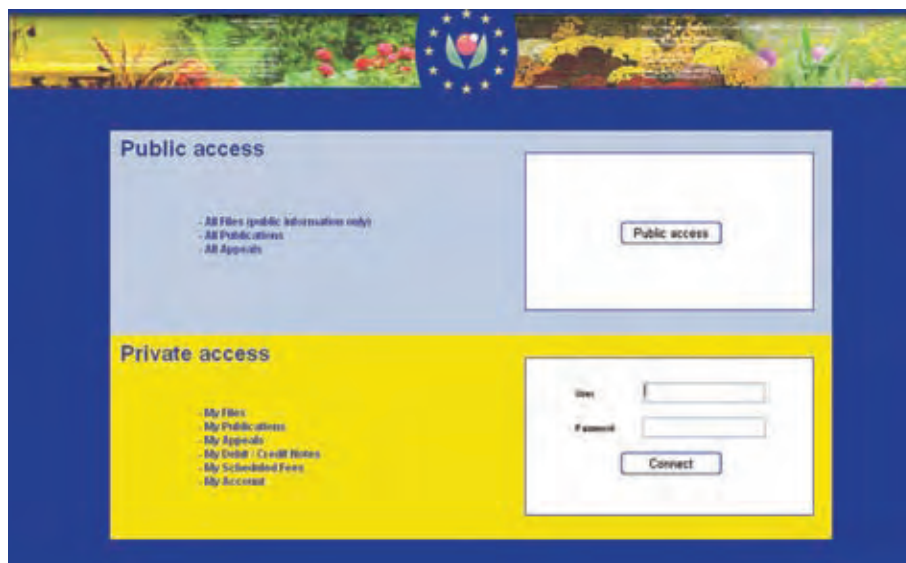 Public access
- All Files (public information only)
- All Publications
- All Appeals
Public access
Private access
- My Files
- My Publications
- My Appeals
- My Debit / Credit Notes
- My Scheduled Fees
- My Account
User
Password
Connect